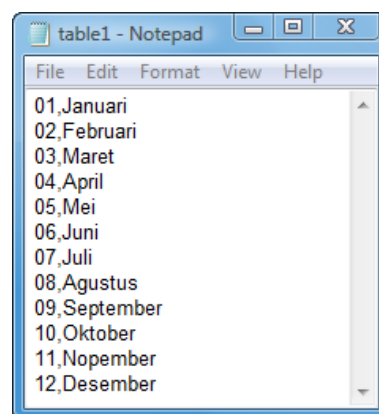 table1 - Notepad
File Edit Format View Help
01,Januari
02,Februari
03,Maret
04,April
05,Mei
06,Juni
07,Juli
08,Agustus
09,September
10,Oktober
11,Nopember
12,Desember